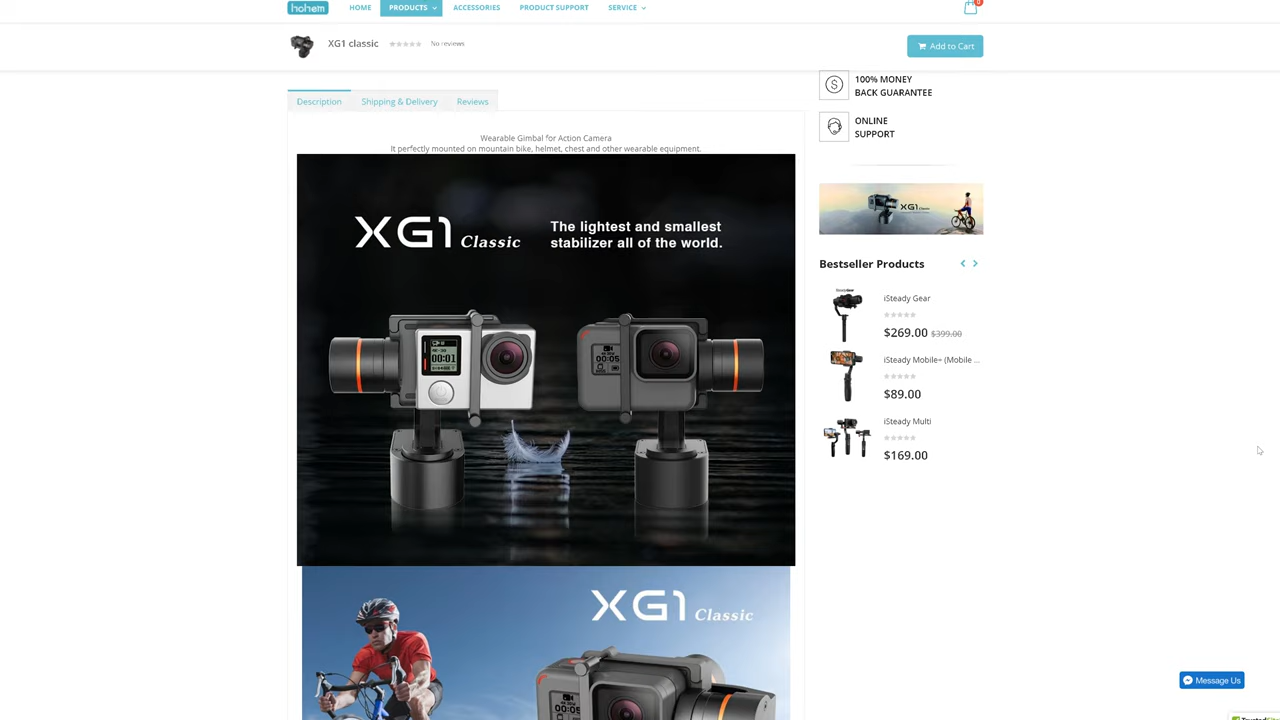 hohem
HOME
PRODUCTS
ACCESSORIES
PRODUCT SUPPORT
SERVICE
XG1 classic
No reviews
Add to Cart
Description
Shipping & Delivery
Reviews
Wearable Gimbal for Action Camera
It perfectly mounted on mountain bike, helmet, chest and other wearable equipment.
XG1 Classic
The lightest and smallest
stabilizer all of the world.
00:01
00:05
XG1 Classic
00:05
100% MONEY
BACK GUARANTEE
ONLINE
SUPPORT
XG1 Classic
Bestseller Products
iSteady Gear
$269.00 $399.00
iSteady Mobile+ (Mobile ...
$89.00
iSteady Multi
$169.00
Message Us